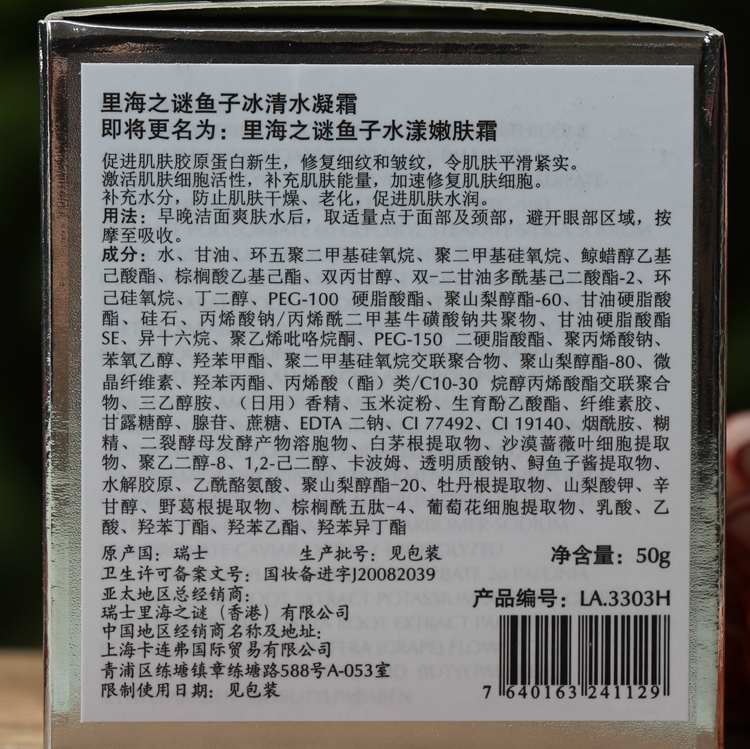 里海之谜鱼子冰清水凝霜
即将更名为：里海之谜鱼子水漾嫩肤霜
促进肌肤胶原蛋白新生，修复细纹和皱纹，令肌肤平滑紧实。
激活肌肤细胞活性，补充肌肤能量，加速修复肌肤细胞。
补充水分，防止肌肤干燥、老化，促进肌肤水润。
用法：早晚洁面爽肤水后，取适量点于面部及颈部，避开眼部区域，按
摩至吸收。
成分：水、甘油、环五聚二甲基硅氧烷、聚二甲基硅氧烷、鲸蜡醇乙基
己酸酯、棕榈酸乙基己酯、双丙甘醇、双-二甘油多酰基己二酸酯-2、环
己硅氧烷、丁二醇、PEG-100 硬脂酸酯、聚山梨醇酯-60、甘油硬脂酸
酯、硅石、丙烯酸钠/丙烯酰二甲基牛磺酸钠共聚物、甘油硬脂酸酯
SE、异十六烷、聚乙烯吡咯烷酮、PEG-150 二硬脂酸酯、聚丙烯酸钠、
苯氧乙醇、羟苯甲酯、聚二甲基硅氧烷交联聚合物、聚山梨醇酯-80、微
晶纤维素、羟苯丙酯、丙烯酸（酯）类/C10-30 烷醇丙烯酸酯交联聚合
物、三乙醇胺、（日用）香精、玉米淀粉、生育酚乙酸酯、纤维素胶、
甘露糖醇、腺苷、蔗糖、EDTA 二钠、CI 77492、CI 19140、烟酰胺、糊
精、二裂酵母发酵产物溶胞物、白茅根提取物、沙漠蔷薇叶细胞提取
物、聚乙二醇-8、1,2-己二醇、卡波姆、透明质酸钠、鲟鱼子酱提取物、
水解胶原、乙酰酪氨酸、聚山梨醇酯-20、牡丹根提取物、山梨酸钾、辛
甘醇、野葛根提取物、棕榈酰五肽-4、葡萄花细胞提取物、乳酸、乙
酸、羟苯丁酯、羟苯乙酯、羟苯异丁酯
原产国：瑞士 生产批号：见包装 净含量：50g
卫生许可备案文号：国妆备进字J20082039
亚太地区总经销商：
瑞士里海之谜（香港）有限公司
产品编号：LA.3303H
中国地区经销商名称及地址：
上海卡连弗国际贸易有限公司
青浦区练塘镇章练塘路588号A-053室
限制使用日期：见包装
7 640163 241129